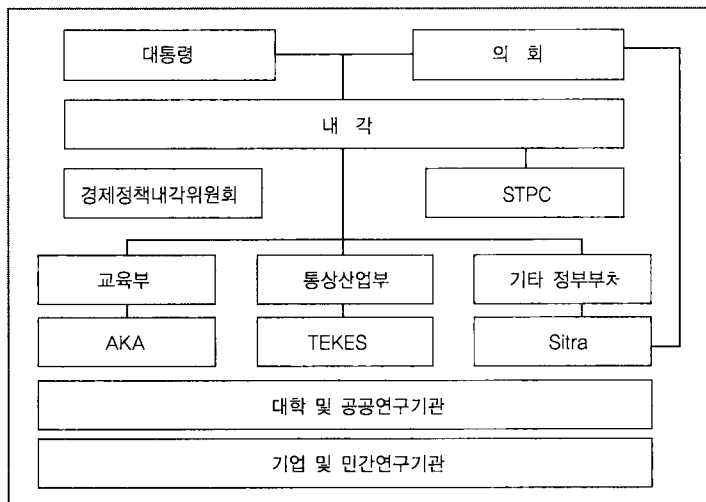 대통령
의 회
내 각
경제정책내각위원회
STPC
교육부
통상산업부
기타 정부부처
AKA
TEKES
Sitra
대학 및 공공연구기관
기업 및 민간연구기관